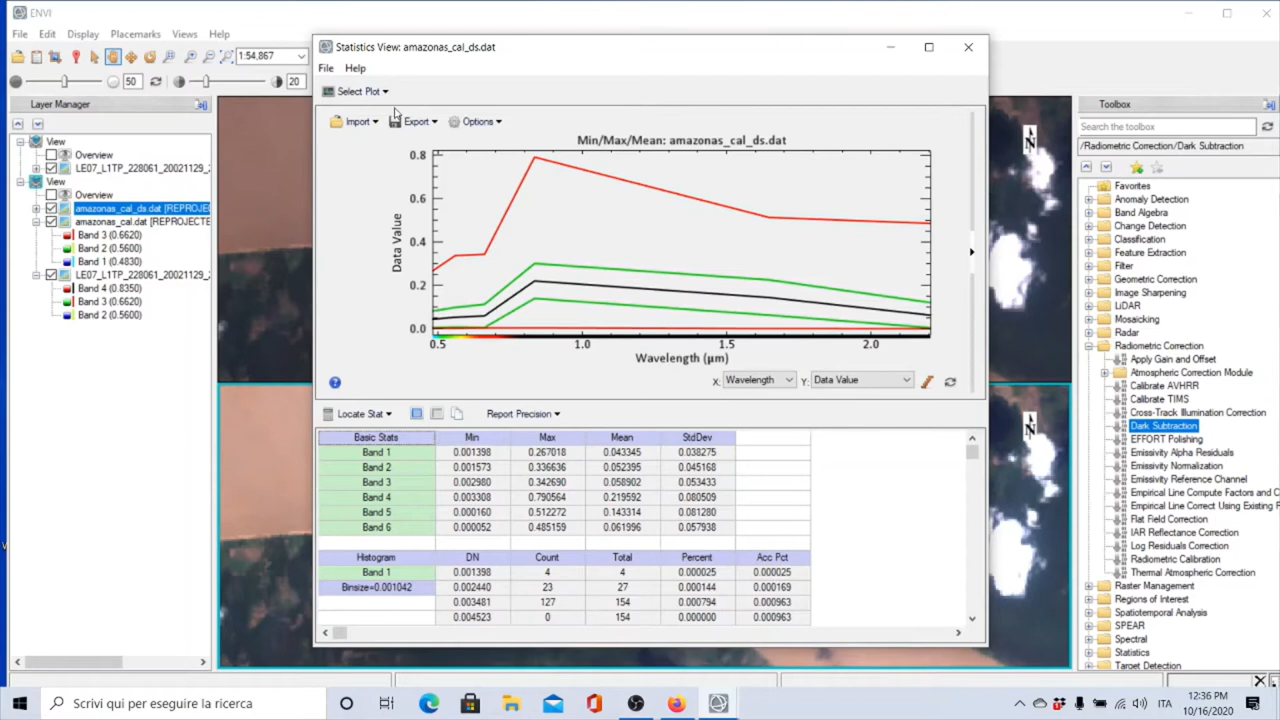 ENVI
File Edit Display Placemarks Views Help
1:54,867
50
20
Layer Manager
View
Overview
LE07_L1TP_228061_20021129_
View
Overview
amazonas_cal_ds.dat [REPROJE
amazonas_cal.dat [REPROJECTE
Band 3 (0.6620)
Band 2 (0.5600)
Band 1 (0.4830)
LE07_L1TP_228061_20021129_
Band 4 (0.8350)
Band 3 (0.6620)
Band 2 (0.5600)
Statistics View: amazonas_cal_ds.dat
File Help
Select Plot
Import Export Options
Min/Max/Mean: amazonas_cal_ds.dat
Data Value
0.8
0.6
0.4
0.2
0.0
0.5 1.0 1.5 2.0
Wavelength (µm)
X: Wavelength Y: Data Value
Locate Stat Report Precision
Basic Stats Min Max Mean StdDev
Band 1 0.001398 0.267018 0.043345 0.038275
Band 2 0.001573 0.336636 0.052395 0.045168
Band 3 0.002980 0.342690 0.058902 0.053433
Band 4 0.003308 0.790564 0.219592 0.080509
Band 5 0.000160 0.512272 0.143314 0.081280
Band 6 0.000052 0.485159 0.061996 0.057938
Histogram DN Count Total Percent Acc Pct
Band 1 0.001398 4 4 0.000025 0.000025
Binsize=0.001042 0.002440 23 27 0.000144 0.000169
0.003481 127 154 0.000794 0.000963
0.004523 0 154 0.000000 0.000963
N
N
Toolbox
Search the toolbox
/Radiometric Correction/Dark Subtraction
Favorites
Anomaly Detection
Band Algebra
Change Detection
Classification
Feature Extraction
Filter
Geometric Correction
Image Sharpening
LiDAR
Mosaicking
Radar
Radiometric Correction
Apply Gain and Offset
Atmospheric Correction Module
Calibrate AVHRR
Calibrate TIMS
Cross-Track Illumination Correction
Dark Subtraction
EFFORT Polishing
Emissivity Alpha Residuals
Emissivity Normalization
Emissivity Reference Channel
Empirical Line Compute Factors and C
Empirical Line Correct Using Existing F
Flat Field Correction
IAR Reflectance Correction
Log Residuals Correction
Radiometric Calibration
Thermal Atmospheric Correction
Raster Management
Regions of Interest
Spatiotemporal Analysis
SPEAR
Spectral
Statistics
Target Detection
Scrivi qui per eseguire la ricerca
ITA
12:36 PM
10/16/2020